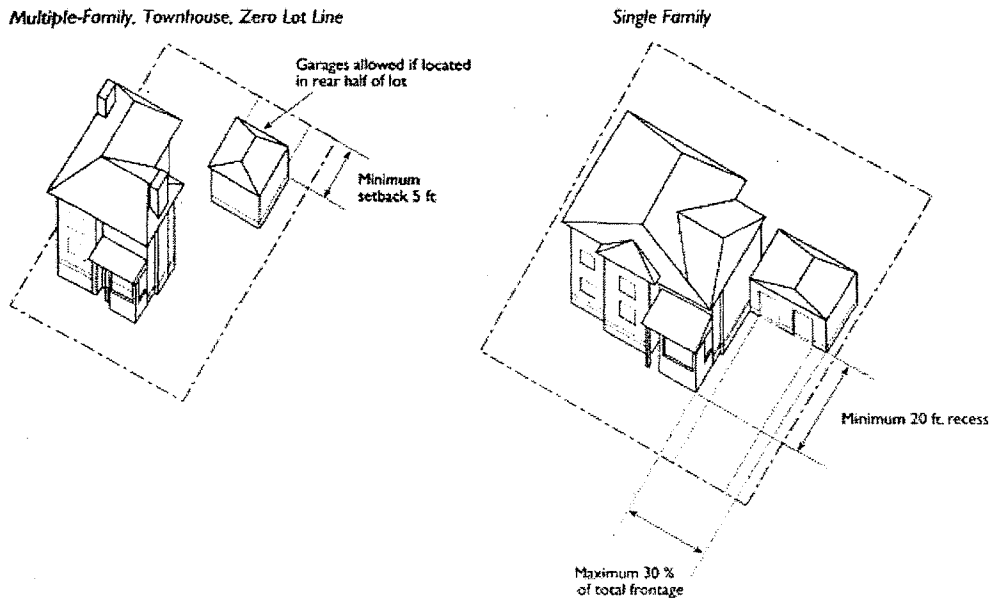 Multiple-Family, Townhouse, Zero Lot Line
Single Family
Garages allowed if located
in rear half of lot
Minimum
setback 5 ft
Minimum 20 ft. recess
Maximum 30 %
of total frontage